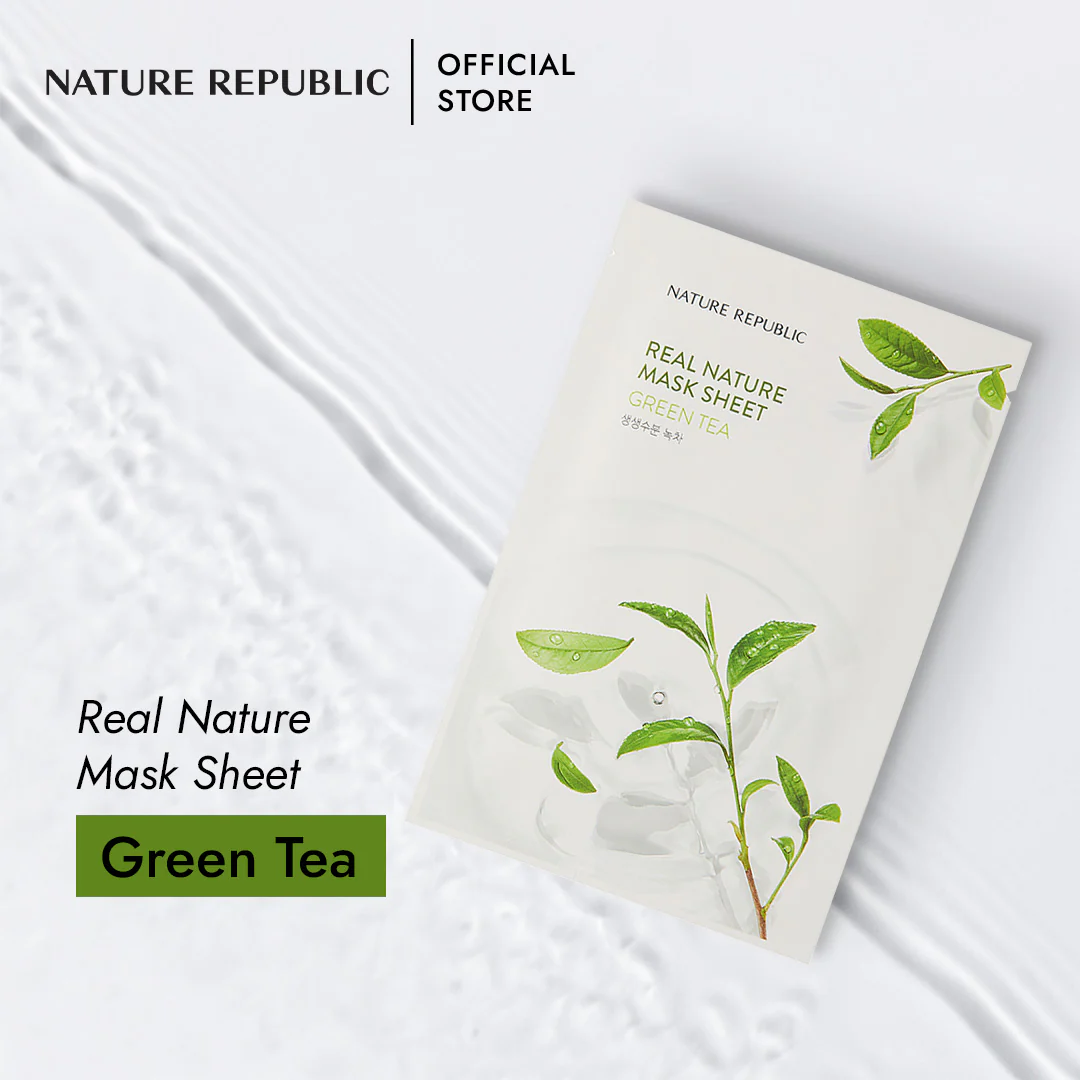 NATURE REPUBLIC
OFFICIAL
STORE
NATURE REPUBLIC
REAL NATURE
MASK SHEET
GREEN TEA
생생수분 녹차
Real Nature
Mask Sheet
Green Tea